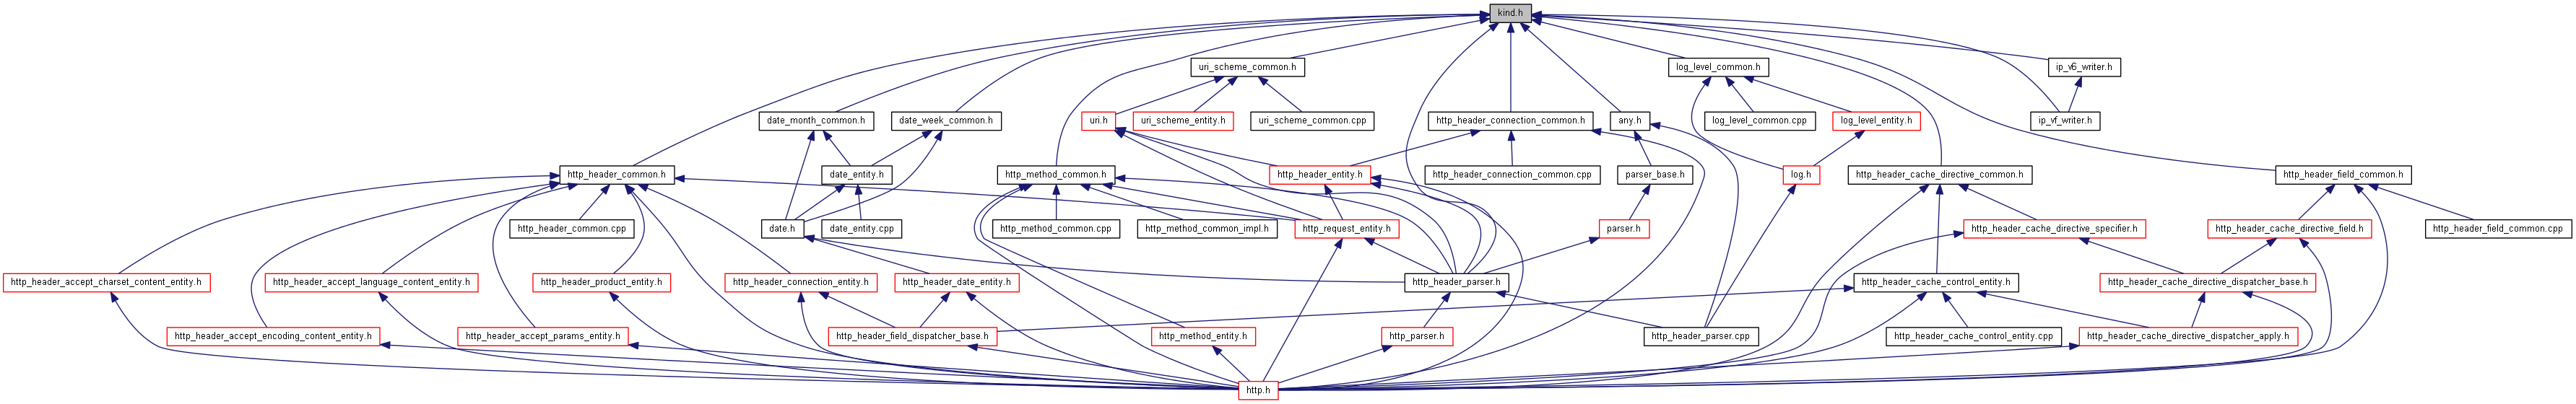 kind.h
uri_scheme_common.h
log_level_common.h
ip_v6_writer.h
date_month_common.h
date_week_common.h
uri.h
uri_scheme_entity.h
uri_scheme_common.cpp
http_header_connection_common.h
any.h
log_level_common.cpp
log_level_entity.h
ip_vf_writer.h
http_header_common.h
date_entity.h
http_method_common.h
http_header_entity.h
http_header_connection_common.cpp
parser_base.h
log.h
http_header_cache_directive_common.h
http_header_field_common.h
http_header_common.cpp
date.h
date_entity.cpp
http_method_common.cpp
http_method_common_impl.h
http_request_entity.h
parser.h
http_header_cache_directive_specifier.h
http_header_cache_directive_field.h
http_header_field_common.cpp
http_header_accept_charset_content_entity.h
http_header_accept_language_content_entity.h
http_header_product_entity.h
http_header_connection_entity.h
http_header_date_entity.h
http_header_parser.h
http_header_cache_control_entity.h
http_header_cache_directive_dispatcher_base.h
http_header_accept_encoding_content_entity.h
http_header_accept_params_entity.h
http_header_field_dispatcher_base.h
http_method_entity.h
http_parser.h
http_header_parser.cpp
http_header_cache_control_entity.cpp
http_header_cache_directive_dispatcher_apply.h
http.h